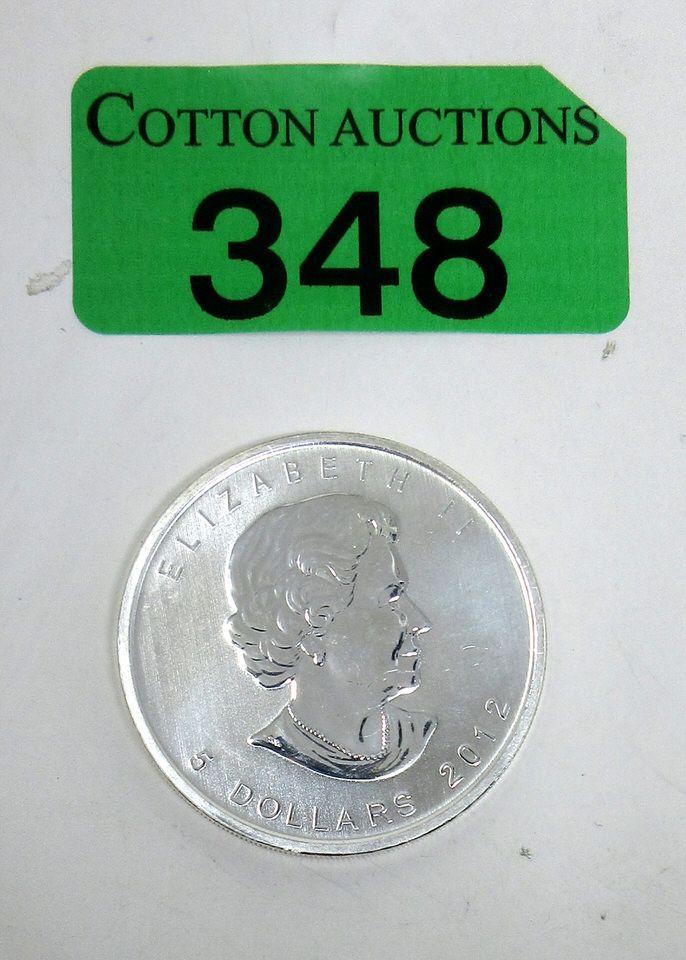 COTTON AUCTIONS
348
ELIZABETH II
5 DOLLARS 2012